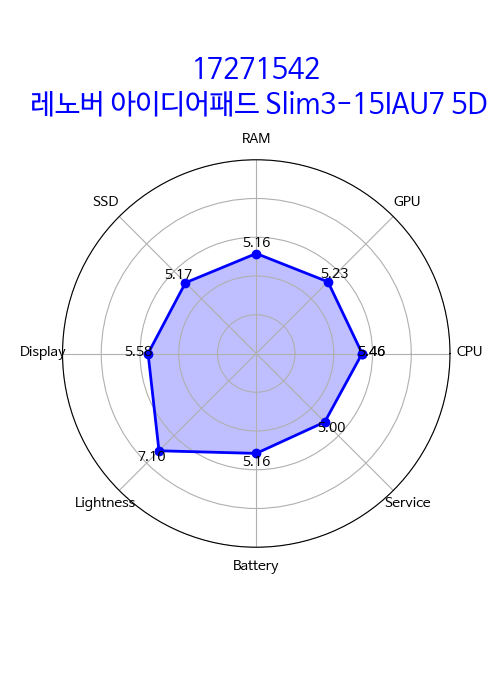 17271542
레노버 아이디어패드 Slim3-15IAU7 5D
RAM
SSD
GPU
5.16
5.17
5.23
Display
5.58
5.46
CPU
7.10
5.00
5.16
Lightness
Service
Battery